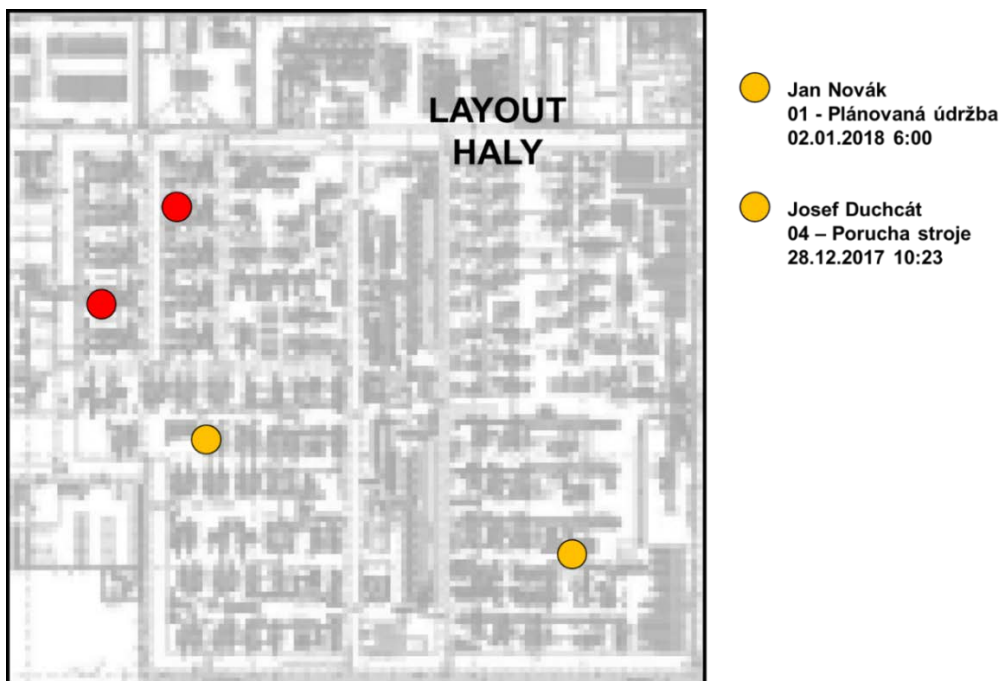 LAYOUT
HALY
Jan Novák
01 - Plánovaná údržba
02.01.2018 6:00
Josef Duchcát
04 – Porucha stroje
28.12.2017 10:23